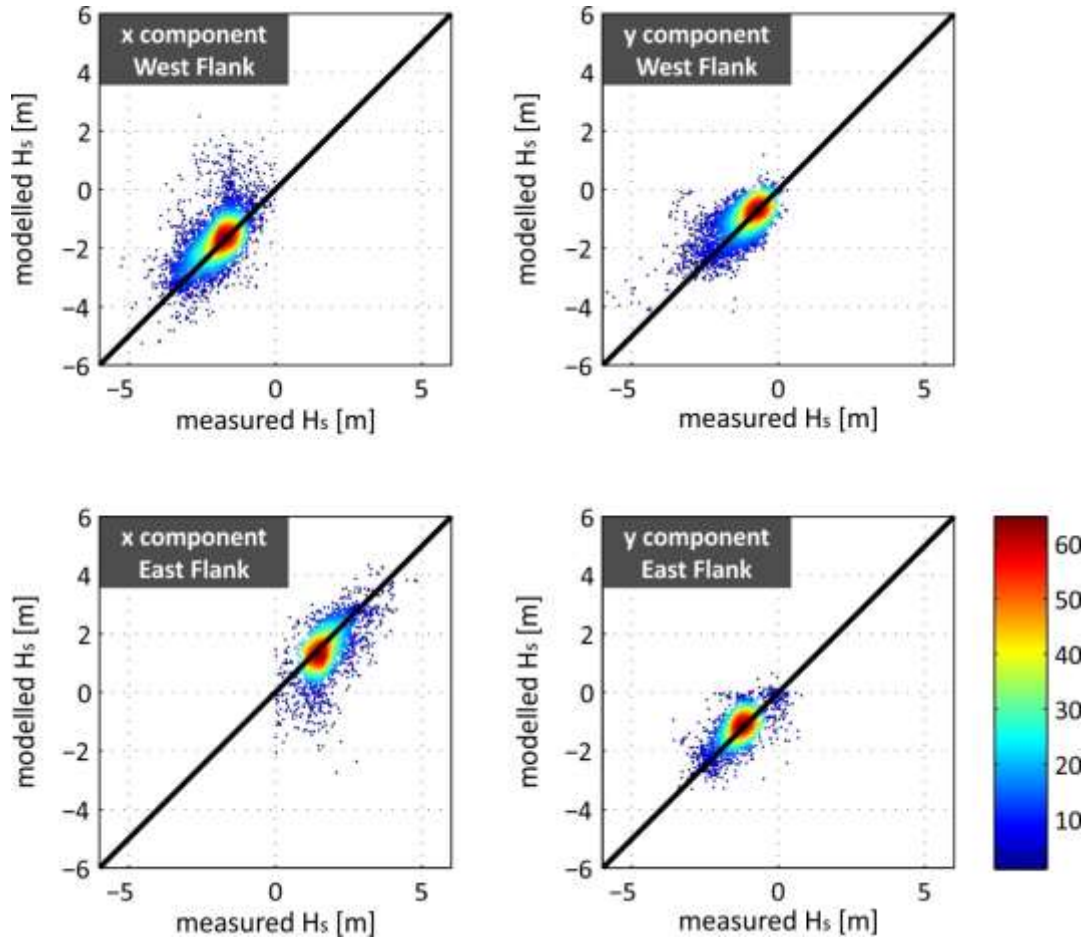 x component
West Flank
6
4
2
0
−2
−4
−6
−5
0
5
modelled Hs [m]
measured Hs [m]
y component
West Flank
6
4
2
0
−2
−4
−6
−5
0
5
modelled Hs [m]
measured Hs [m]
x component
East Flank
6
4
2
0
−2
−4
−6
−5
0
5
modelled Hs [m]
measured Hs [m]
y component
East Flank
6
4
2
0
−2
−4
−6
−5
0
5
modelled Hs [m]
measured Hs [m]
60
50
40
30
20
10